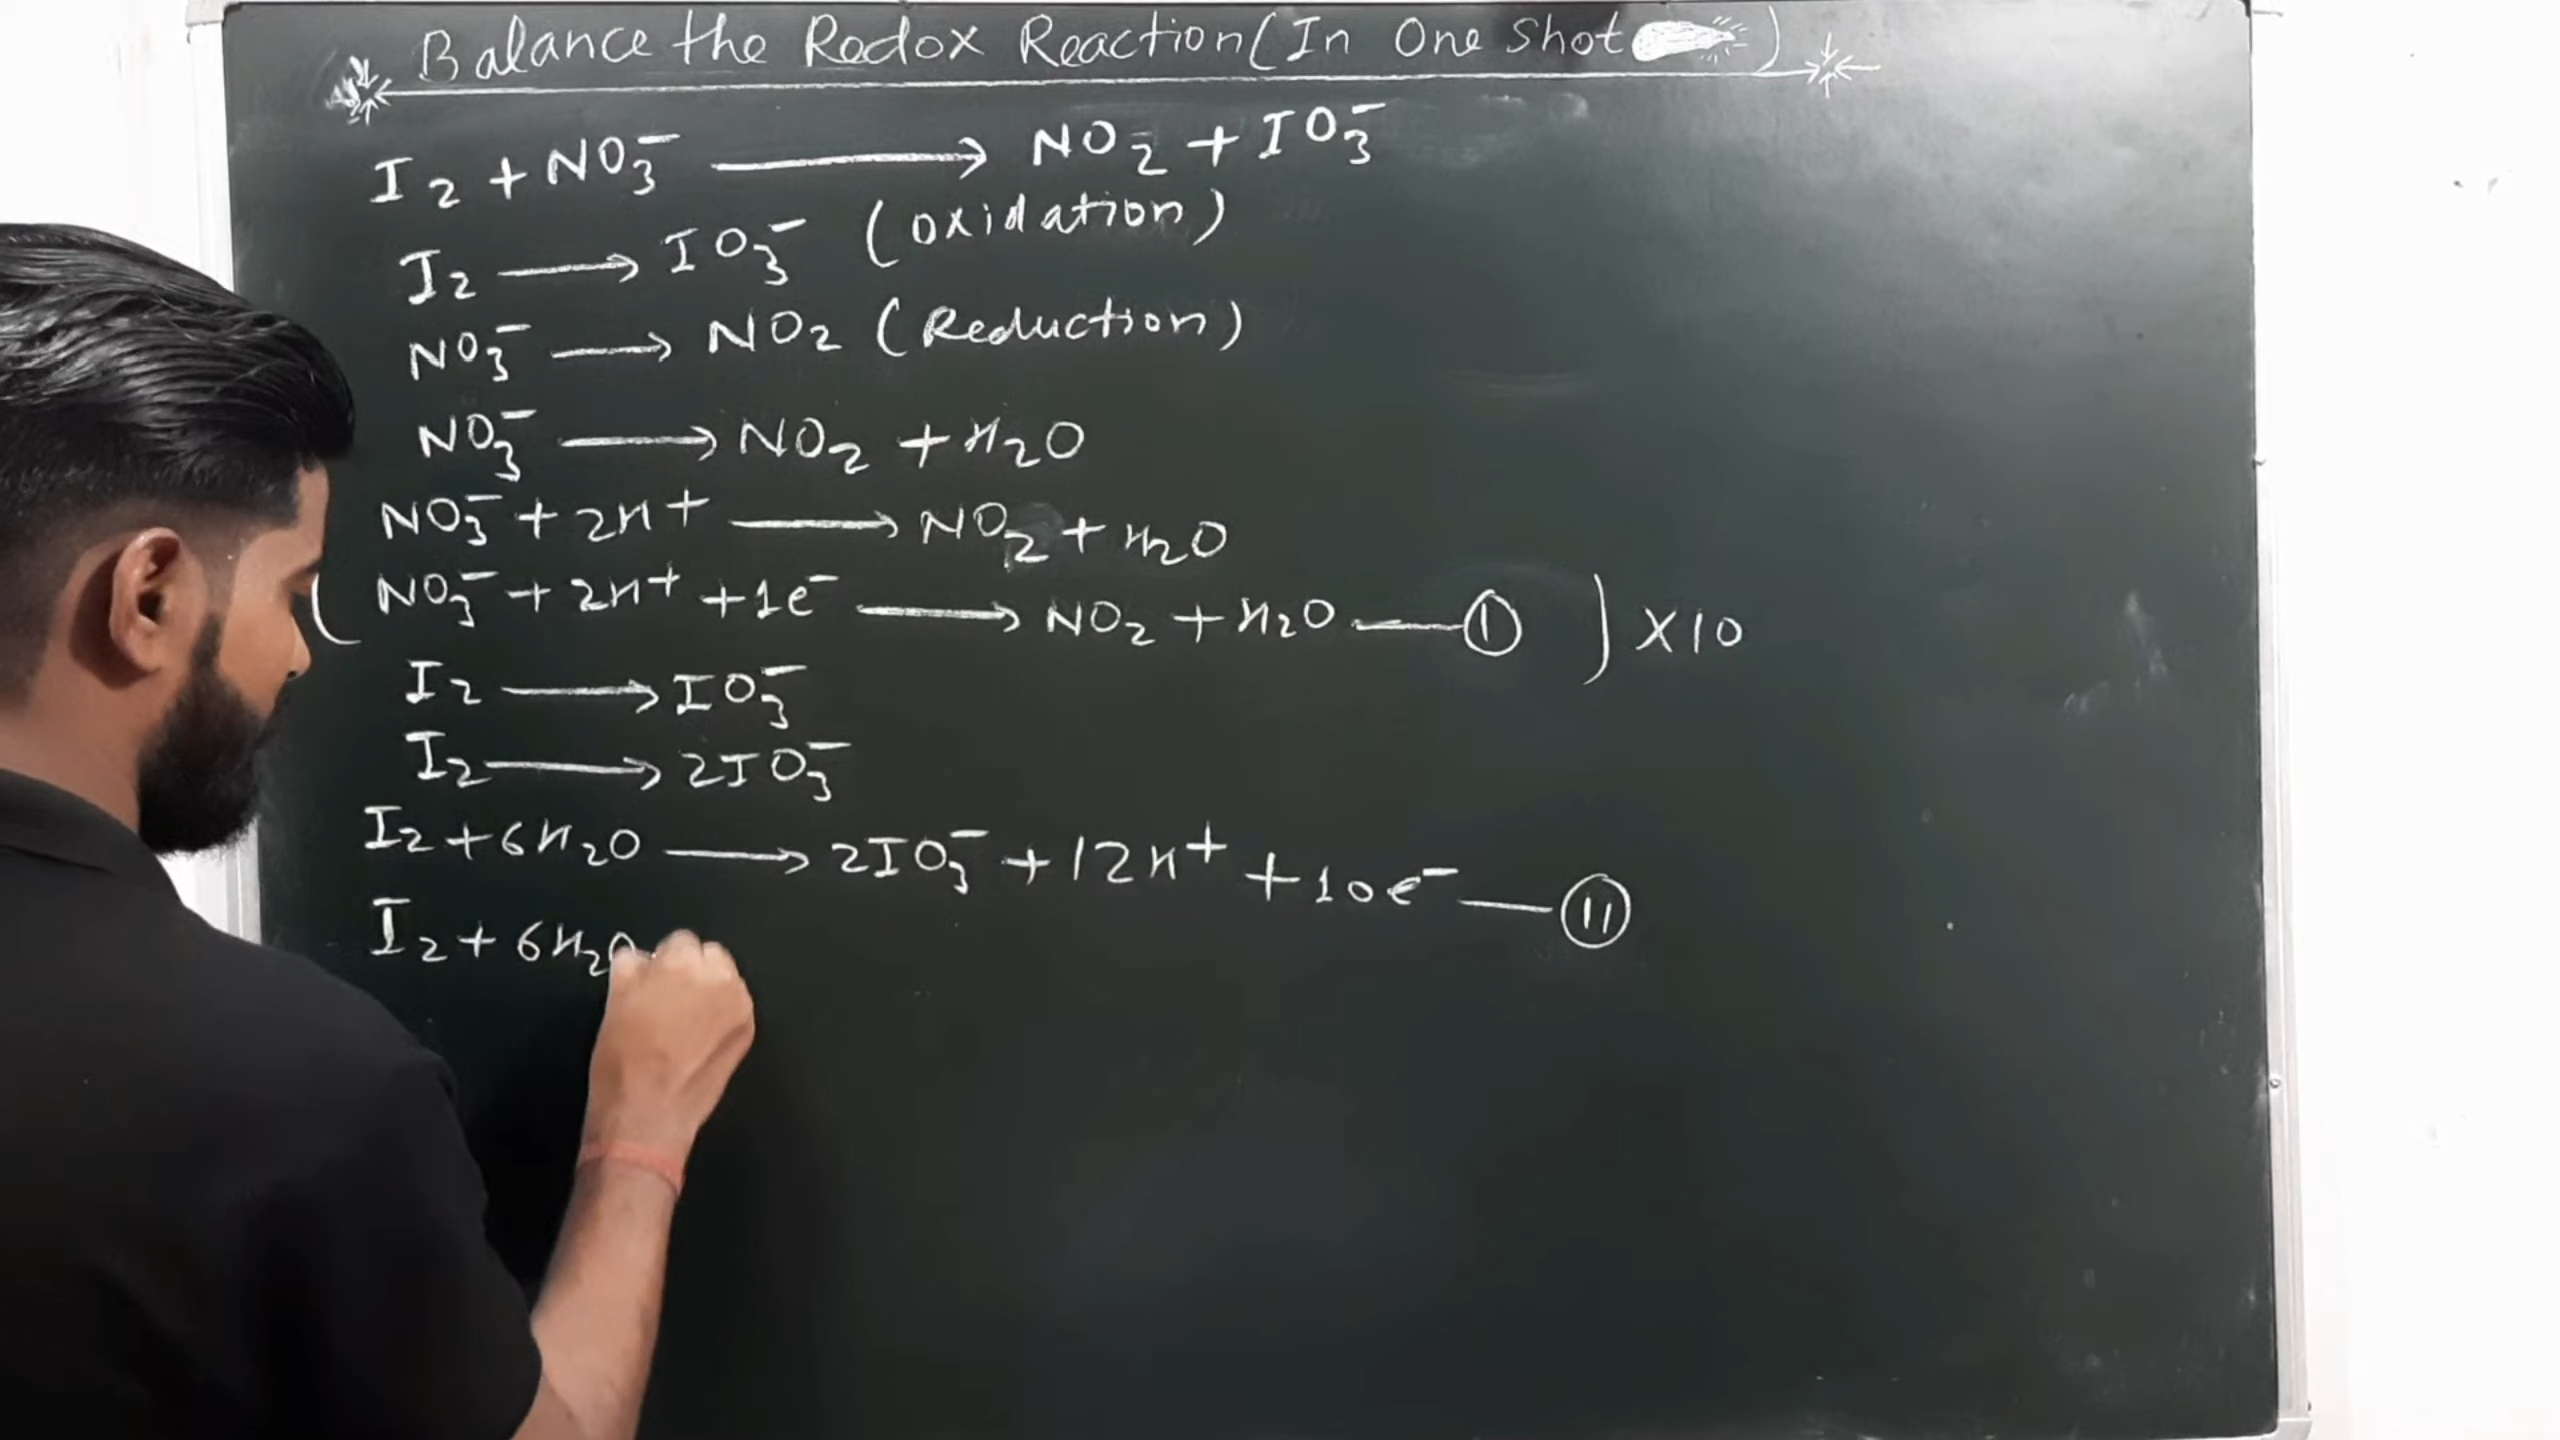 Balance the Redox Reaction (In One Shot)
I₂ + NO₃⁻ ⟶ NO₂ + IO₃⁻
I₂ ⟶ IO₃⁻ (Oxidation)
NO₃⁻ ⟶ NO₂ (Reduction)
NO₃⁻ ⟶ NO₂ + H₂O
NO₃⁻ + 2H⁺ ⟶ NO₂ + H₂O
(NO₃⁻ + 2H⁺ + 1e⁻ ⟶ NO₂ + H₂O — Ⓘ) X10
I₂ ⟶ IO₃⁻
I₂ ⟶ 2IO₃⁻
I₂ + 6H₂O ⟶ 2IO₃⁻ + 12H⁺ + 10e⁻ — (II)
I₂ + 6H₂O